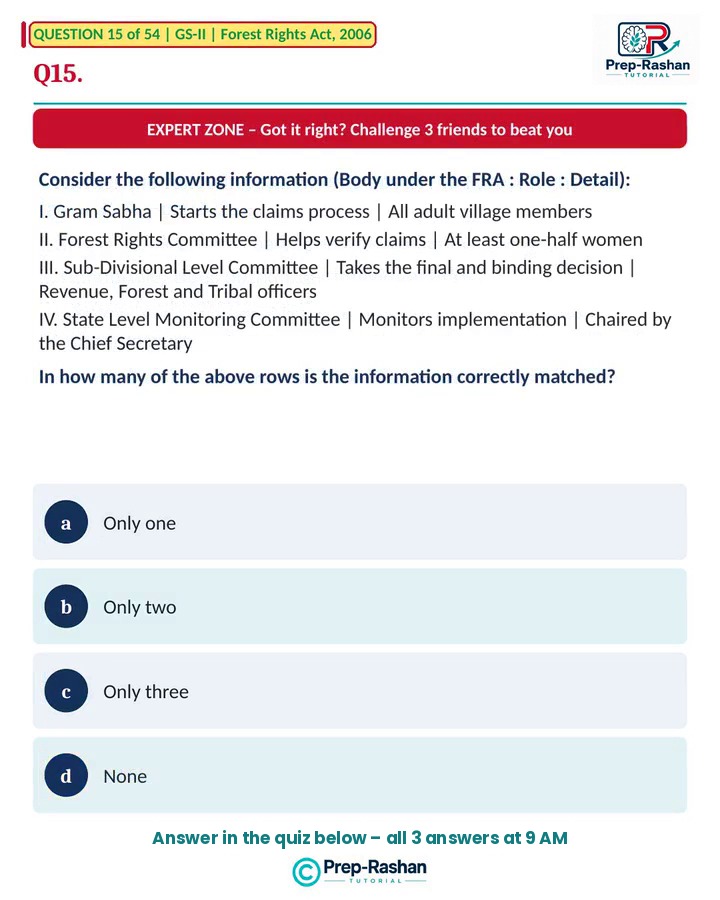 QUESTION 15 of 54 | GS-II | Forest Rights Act, 2006
Prep-Rashan
TUTORIAL
Q15.
EXPERT ZONE – Got it right? Challenge 3 friends to beat you
Consider the following information (Body under the FRA : Role : Detail):
I. Gram Sabha | Starts the claims process | All adult village members
II. Forest Rights Committee | Helps verify claims | At least one-half women
III. Sub-Divisional Level Committee | Takes the final and binding decision |
Revenue, Forest and Tribal officers
IV. State Level Monitoring Committee | Monitors implementation | Chaired by
the Chief Secretary
In how many of the above rows is the information correctly matched?
a Only one
b Only two
c Only three
d None
Answer in the quiz below – all 3 answers at 9 AM
© Prep-Rashan
TUTORIAL